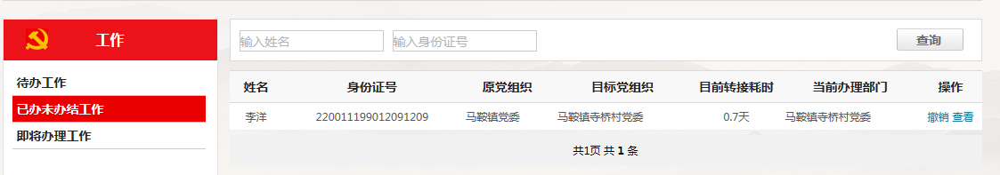 工作
待办工作
已办未办结工作
即将办理工作
输入姓名 输入身份证号 查询
姓名 身份证号 原党组织 目标党组织 目前转接耗时 当前办理部门 操作
李洋 220011199012091209 马鞍镇党委 马鞍镇寺桥村党委 0.7天 马鞍镇寺桥村党委 撤销 查看
共1页 共 1 条